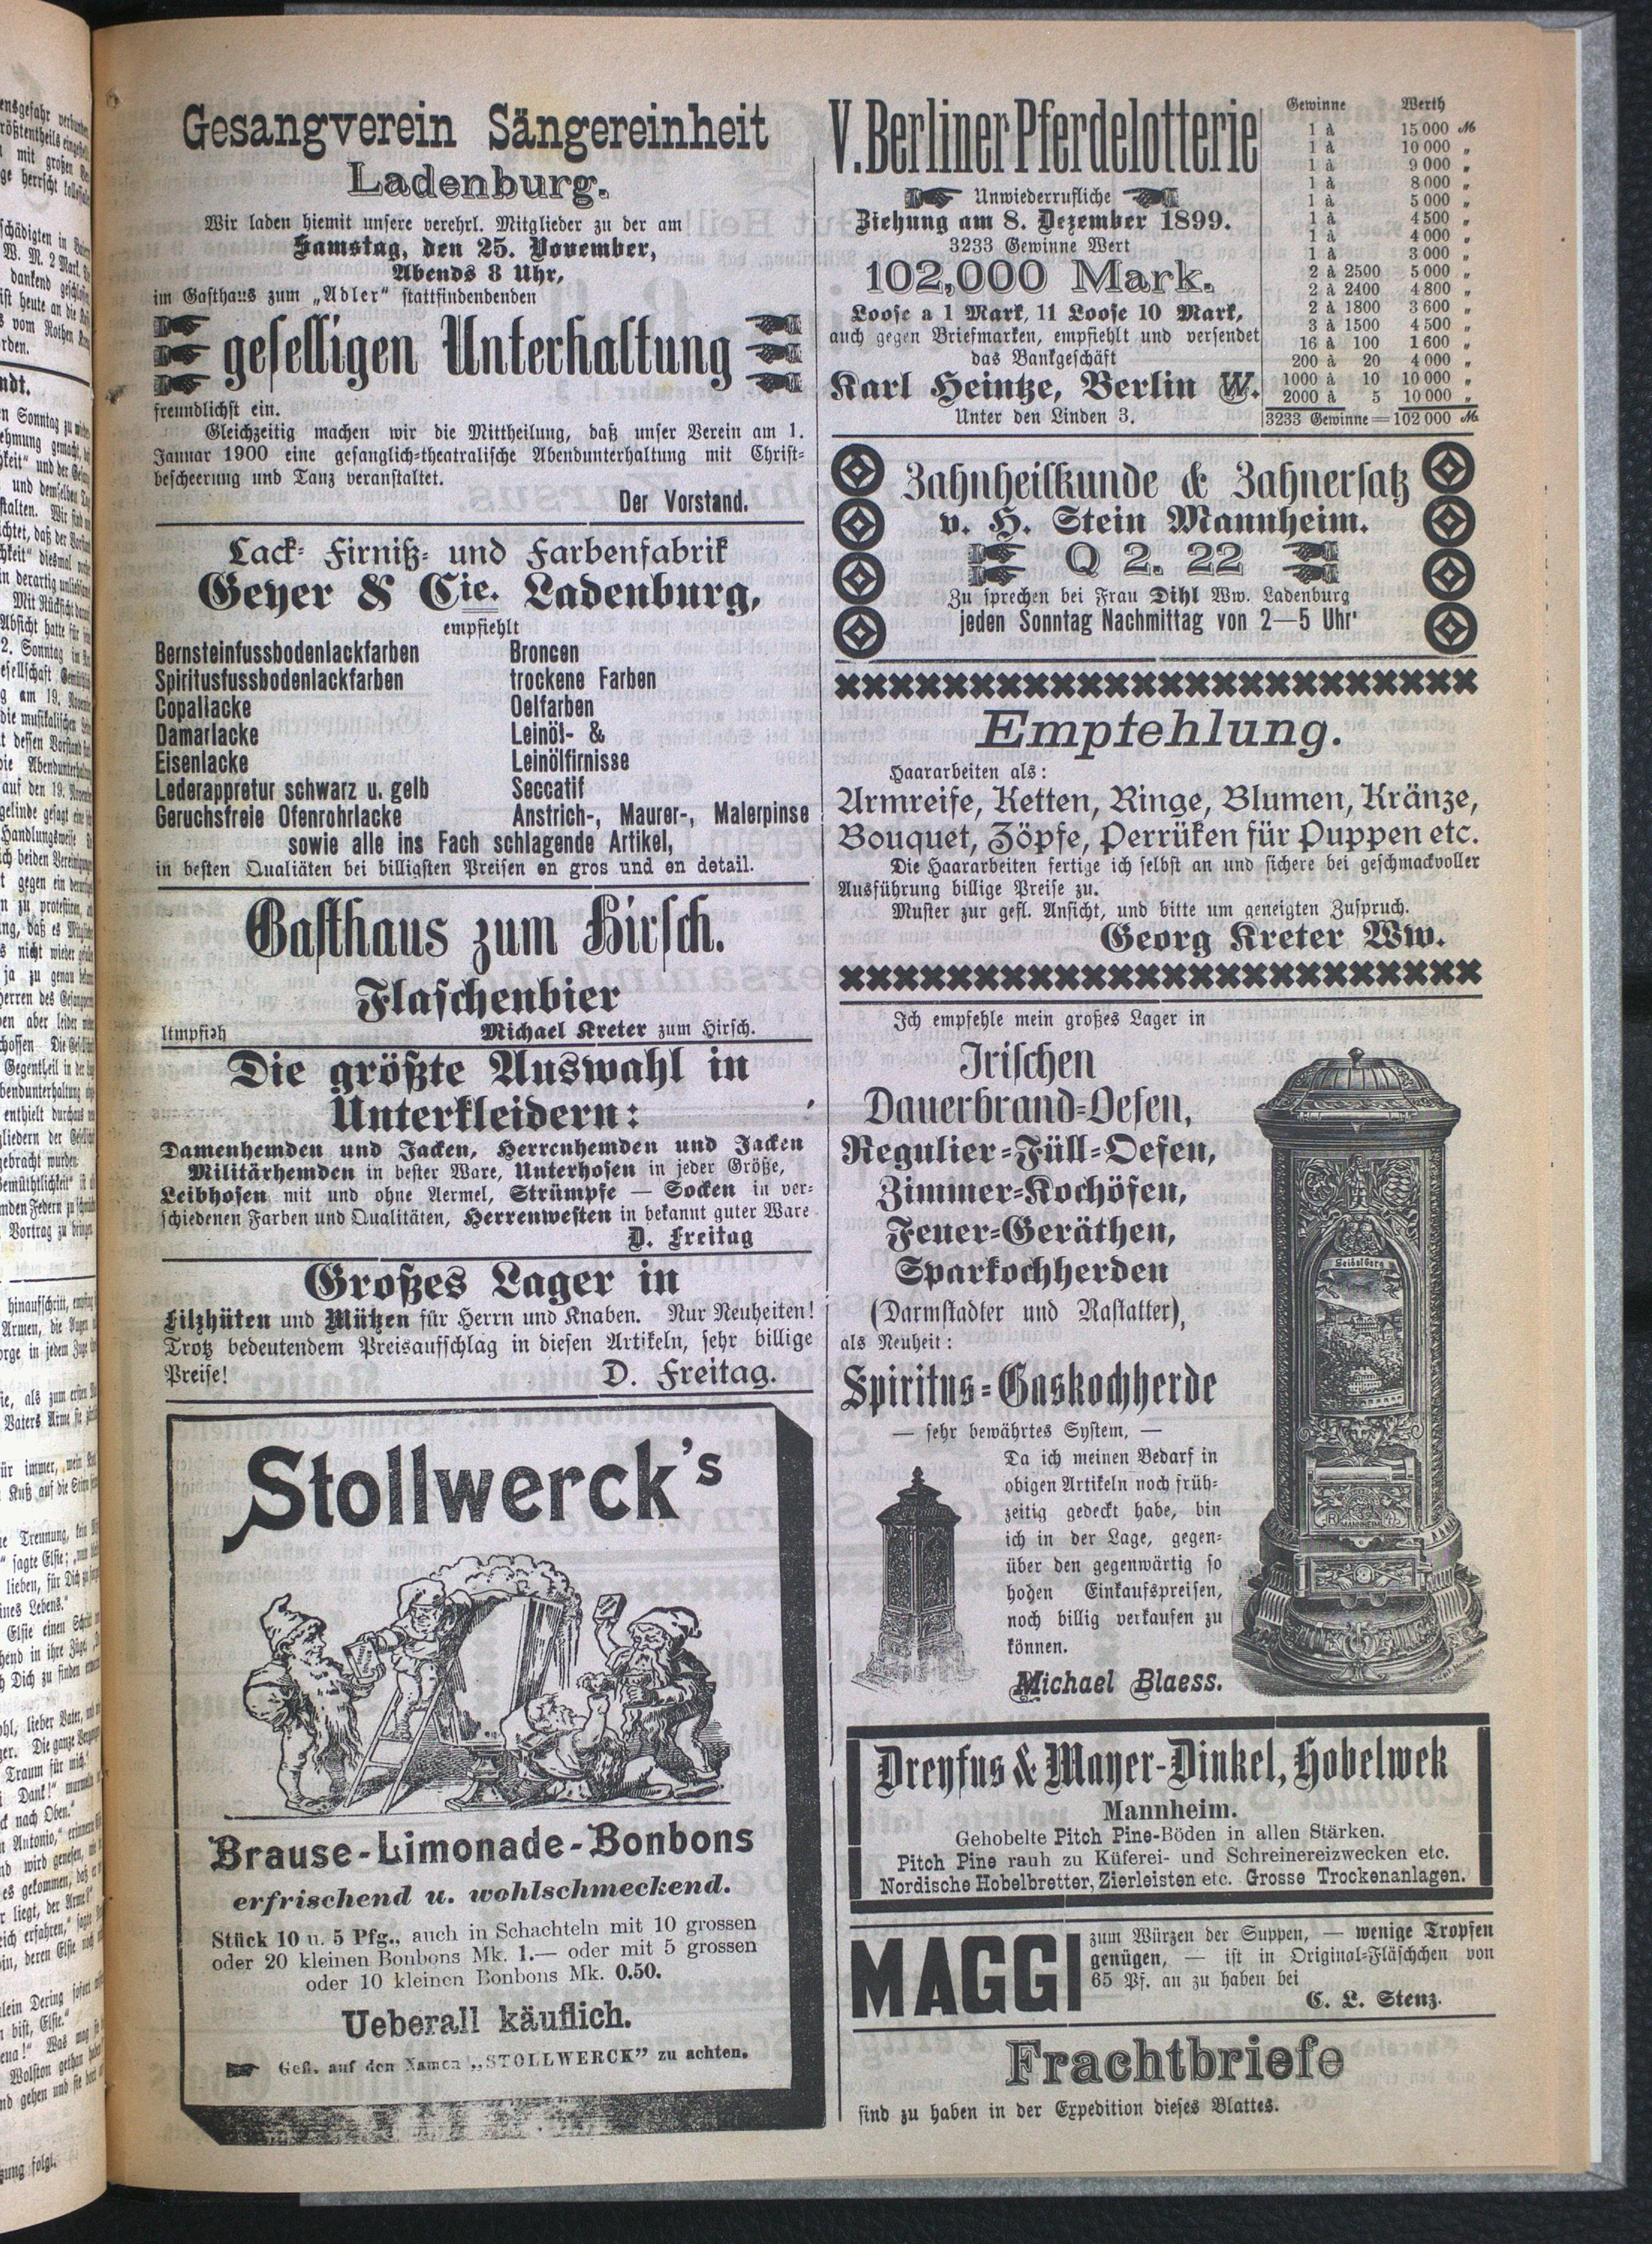 Gesangverein Sängereinheit
Ladenburg.
Wir laden hiemit unsere verehrl. Mitglieder zu der am
Samstag, den 25. November,
Abends 8 Uhr,
im Gasthaus zum „Adler" stattfindendenden
geselligen Unterhaltung
freundlichst ein.
Gleichzeitig machen wir die Mittheilung, daß unser Verein am 1.
Januar 1900 eine gesanglich-theatralische Abendunterhaltung mit Christ-
bescheerung und Tanz veranstaltet.
Der Vorstand.
Lack- Firniß- und Farbenfabrik
Geyer & Cie. Ladenburg,
empfiehlt
Bernsteinfussbodenlackfarben
Spiritusfussbodenlackfarben
Copallacke
Damarlacke
Eisenlacke
Lederappretur schwarz u. gelb
Geruchsfreie Ofenrohrlacke
Broncen
trockene Farben
Oelfarben
Leinöl- &
Leinölfirnisse
Seccatif
Anstrich-, Maurer-, Malerpinse
sowie alle ins Fach schlagende Artikel,
in besten Qualiäten bei billigsten Preisen en gros und en detail.
Gasthaus zum Hirsch.
Flaschenbier
Michael Kreter zum Hirsch.
Die größte Auswahl in
Unterkleidern:
Damenhemden und Jacken, Herrenhemden und Jacken
Militärhemden in bester Ware, Unterhosen in jeder Größe,
Leibhosen mit und ohne Aermel, Strümpfe — Socken in ver-
schiedenen Farben und Qualitäten, Herrenwesten in bekannt guter Ware
D. Freitag
Großes Lager in
Filzhüten und Mützen für Herrn und Knaben. Nur Neuheiten!
Trotz bedeutendem Preisaufschlag in diesen Artikeln, sehr billige
Preise!
D. Freitag.
Stollwerck's
Brause-Limonade-Bonbons
erfrischend u. wohlschmeckend.
Stück 10 u. 5 Pfg., auch in Schachteln mit 10 grossen
oder 20 kleinen Bonbons Mk. 1.— oder mit 5 grossen
oder 10 kleinen Bonbons Mk. 0.50.
Ueberall käuflich.
Gefl. auf den Namen „STOLLWERCK" zu achten.
V. Berliner Pferdelotterie
Unwiederrufliche
Ziehung am 8. Dezember 1899.
3233 Gewinne Wert
102,000 Mark.
Loose a 1 Mark, 11 Loose 10 Mark,
auch gegen Briefmarken, empfiehlt und versendet
das Bankgeschäft
Karl Heintze, Berlin W.
Unter den Linden 3.
Gewinne Werth
1 à 15 000 M
1 à 10 000 „
1 à 9 000 „
1 à 8 000 „
1 à 5 000 „
1 à 4 500 „
1 à 4 000 „
1 à 3 000 „
2 à 2500 5 000 „
2 à 2400 4 800 „
2 à 1800 3 600 „
3 à 1500 4 500 „
16 à 100 1 600 „
200 à 20 4 000 „
1000 à 10 10 000 „
2000 à 5 10 000 „
3233 Gewinne = 102 000 M
Zahnheilkunde & Zahnersatz
v. H. Stein Mannheim.
Q 2. 22
Zu sprechen bei Frau Dihl Ww. Ladenburg
jeden Sonntag Nachmittag von 2—5 Uhr
Empfehlung.
Haararbeiten als:
Armreife, Ketten, Ringe, Blumen, Kränze,
Bouquet, Zöpfe, Perrüken für Puppen etc.
Die Haararbeiten fertige ich selbst an und sichere bei geschmackvoller
Ausführung billige Preise zu.
Muster zur gefl. Ansicht, und bitte um geneigten Zuspruch.
Georg Kreter Ww.
Ich empfehle mein großes Lager in
Irischen
Dauerbrand-Oefen,
Regulier-Füll-Oefen,
Zimmer-Kochöfen,
Feuer-Geräthen,
Sparkochherden
(Darmstadter und Rastatter),
als Neuheit:
Spiritus-Gaskochherde
— sehr bewährtes System, —
Da ich meinen Bedarf in
obigen Artikeln noch früh-
zeitig gedeckt habe, bin
ich in der Lage, gegen-
über den gegenwärtig so
hohen Einkaufspreisen,
noch billig verkaufen zu
können.
Michael Blaess.
Heidelberg
MANNHEIM
Dreyfus & Mayer-Dinkel, Hobelwek
Mannheim.
Gehobelte Pitch Pine-Böden in allen Stärken.
Pitch Pine rauh zu Küferei- und Schreinereizwecken etc.
Nordische Hobelbretter, Zierleisten etc. Grosse Trockenanlagen.
MAGGI
zum Würzen der Suppen, — wenige Tropfen
genügen, — ist in Original-Fläschchen von
65 Pf. an zu haben bei
C. L. Stenz.
Frachtbriefe
sind zu haben in der Expedition dieses Blattes.